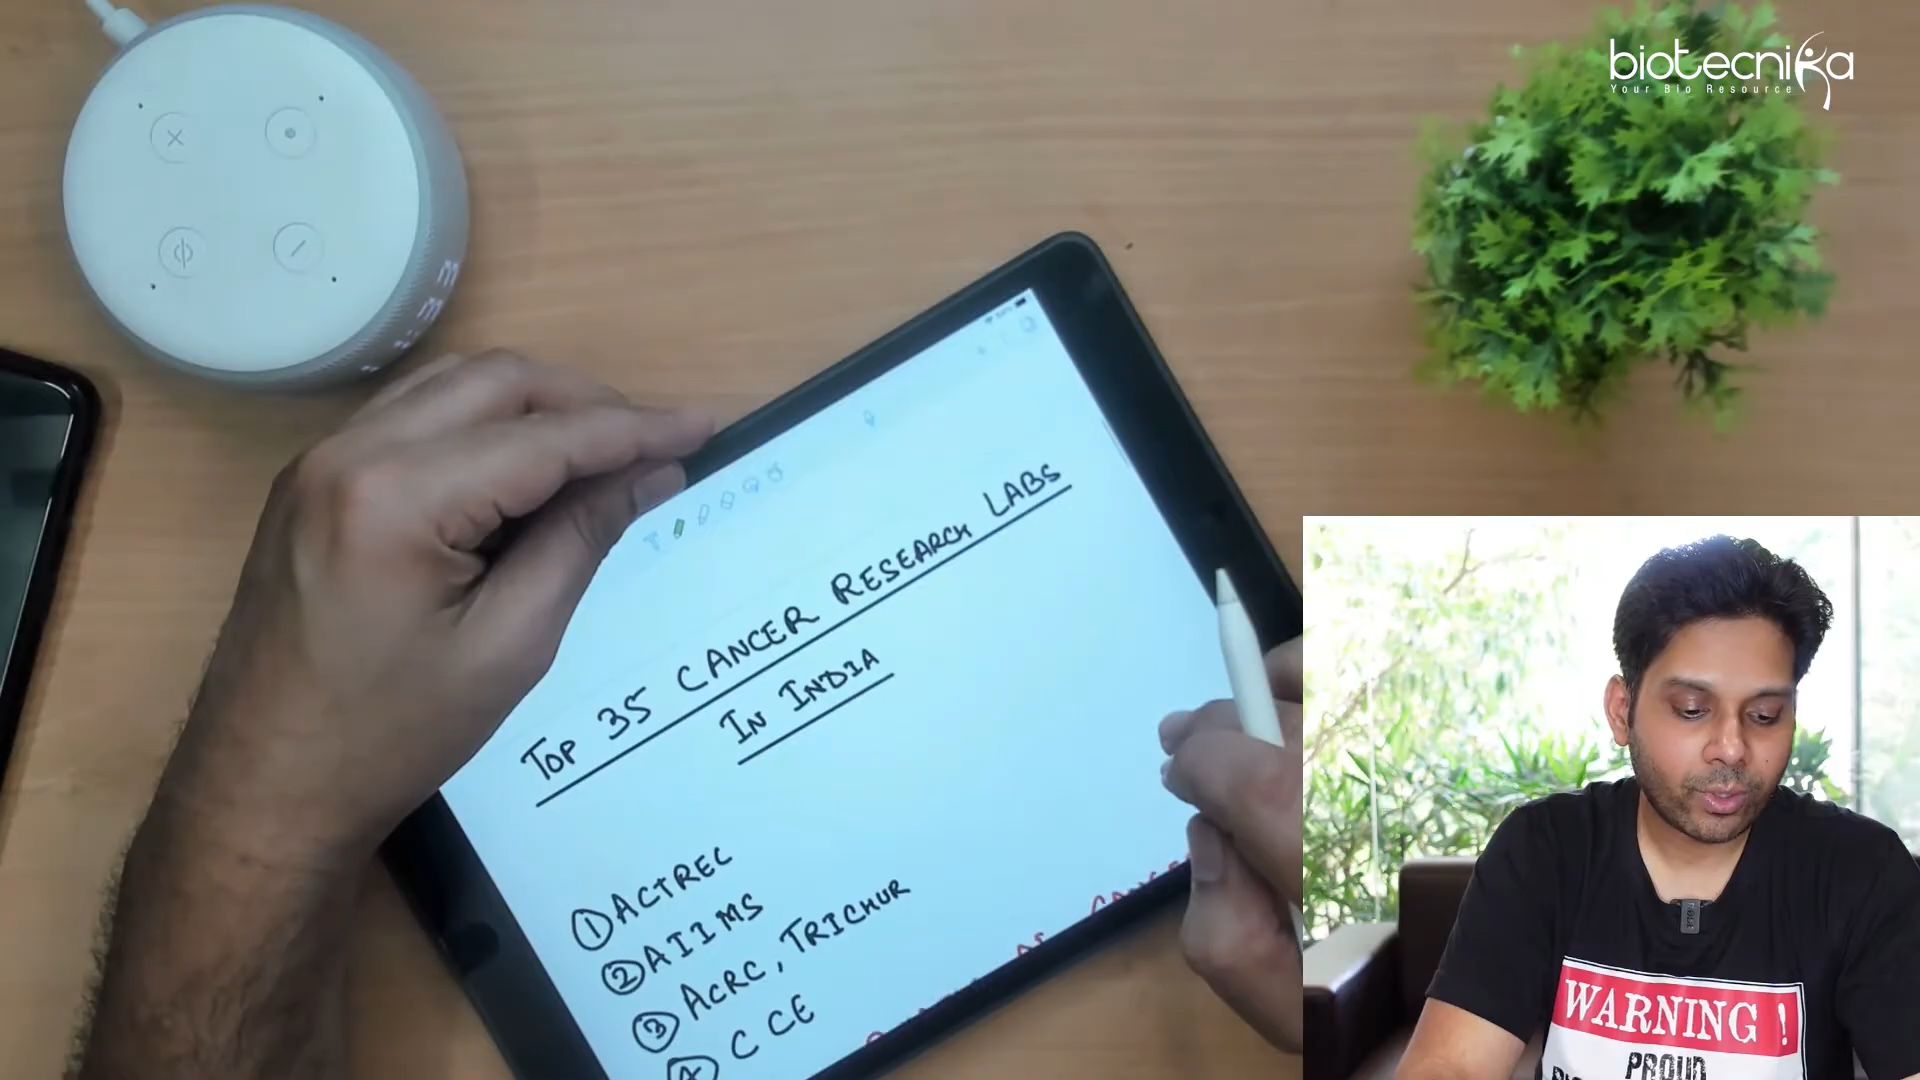 biotecnika
Your Bio Resource
TOP 35 CANCER RESEARCH LABS
IN INDIA
1 ACTREC
2 AIIMS
3 ACRC, TRICHUR
4 CCE
WARNING !
PROUD